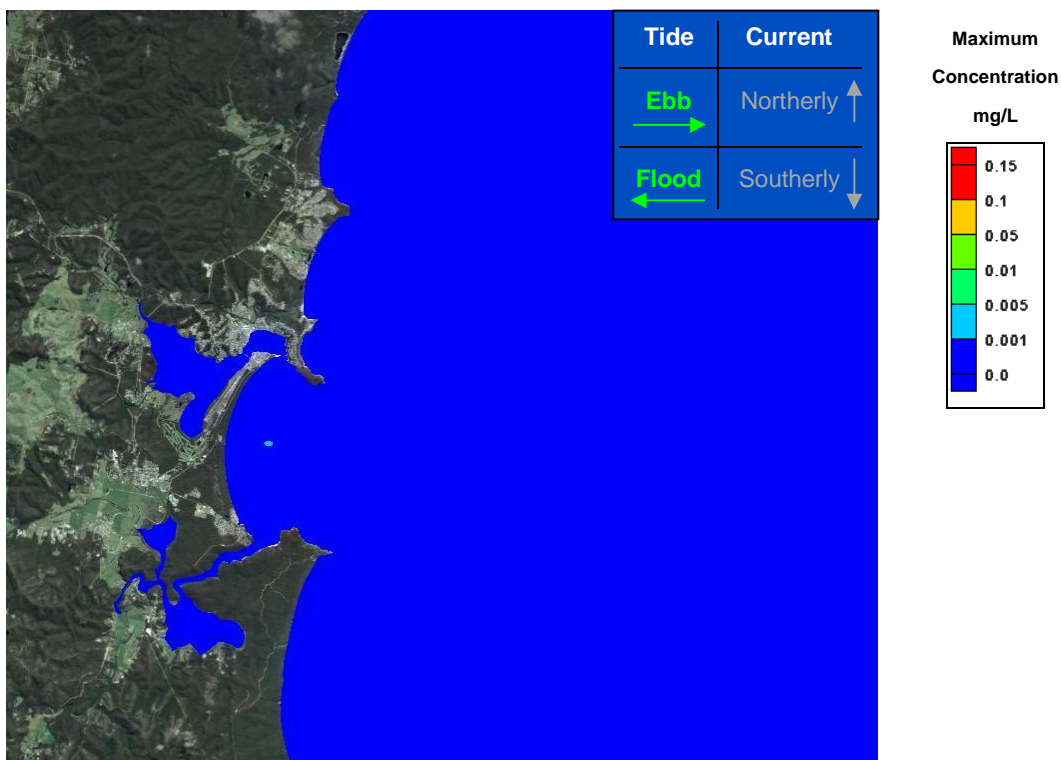 Tide Current
Ebb Northerly
Flood Southerly
Maximum
Concentration
mg/L
0.15
0.1
0.05
0.01
0.005
0.001
0.0